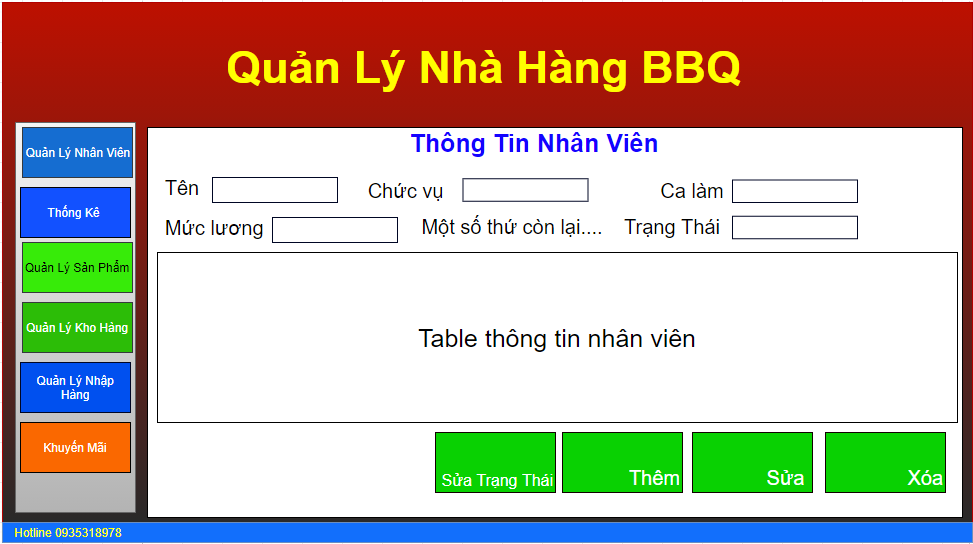 Quản Lý Nhà Hàng BBQ
Quản Lý Nhân Viên
Thống Kê
Quản Lý Sản Phẩm
Quản Lý Kho Hàng
Quản Lý Nhập
Hàng
Khuyến Mãi
Thông Tin Nhân Viên
Tên Chức vụ Ca làm
Mức lương Một số thứ còn lại.... Trạng Thái
Table thông tin nhân viên
Sửa Trạng Thái Thêm Sửa Xóa
Hotline 0935318978